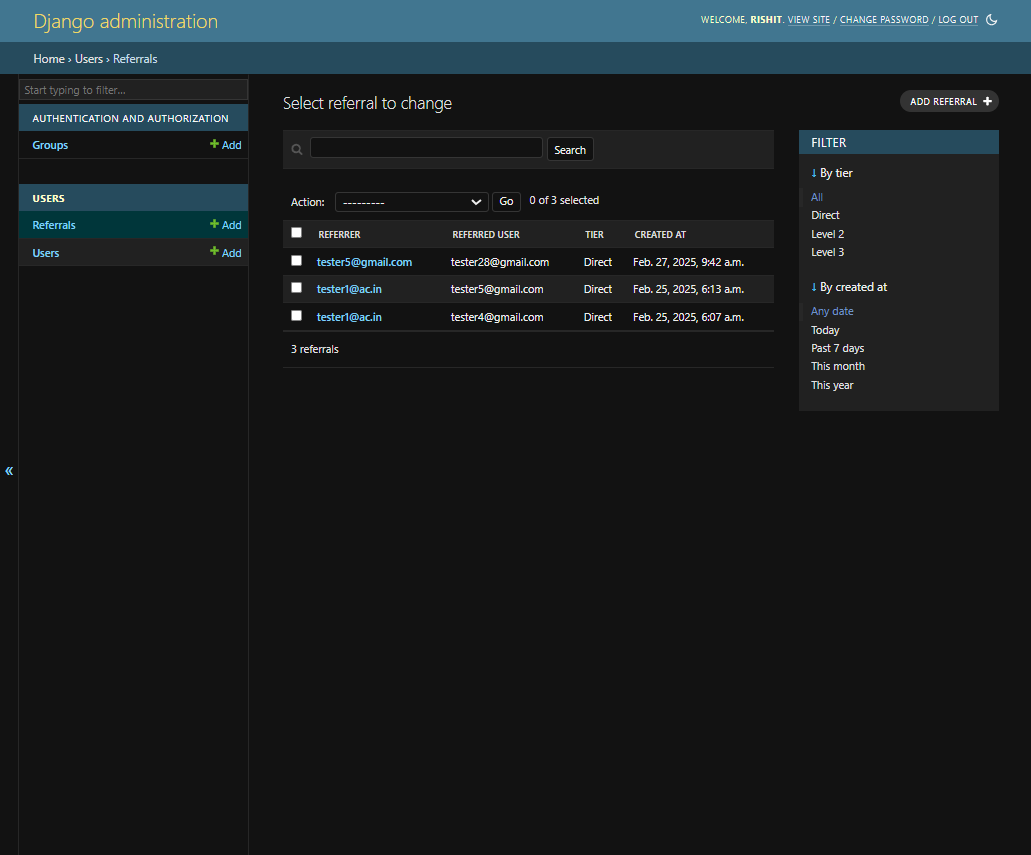 Django administration
WELCOME, RISHIT. VIEW SITE / CHANGE PASSWORD / LOG OUT
Home › Users › Referrals
Start typing to filter...
AUTHENTICATION AND AUTHORIZATION
Groups + Add
USERS
Referrals + Add
Users + Add
«
Select referral to change
ADD REFERRAL +
Search
Action: --------- Go 0 of 3 selected
REFERRER REFERRED USER TIER CREATED AT
tester5@gmail.com tester28@gmail.com Direct Feb. 27, 2025, 9:42 a.m.
tester1@ac.in tester5@gmail.com Direct Feb. 25, 2025, 6:13 a.m.
tester1@ac.in tester4@gmail.com Direct Feb. 25, 2025, 6:07 a.m.
3 referrals
FILTER
↓ By tier
All
Direct
Level 2
Level 3
↓ By created at
Any date
Today
Past 7 days
This month
This year